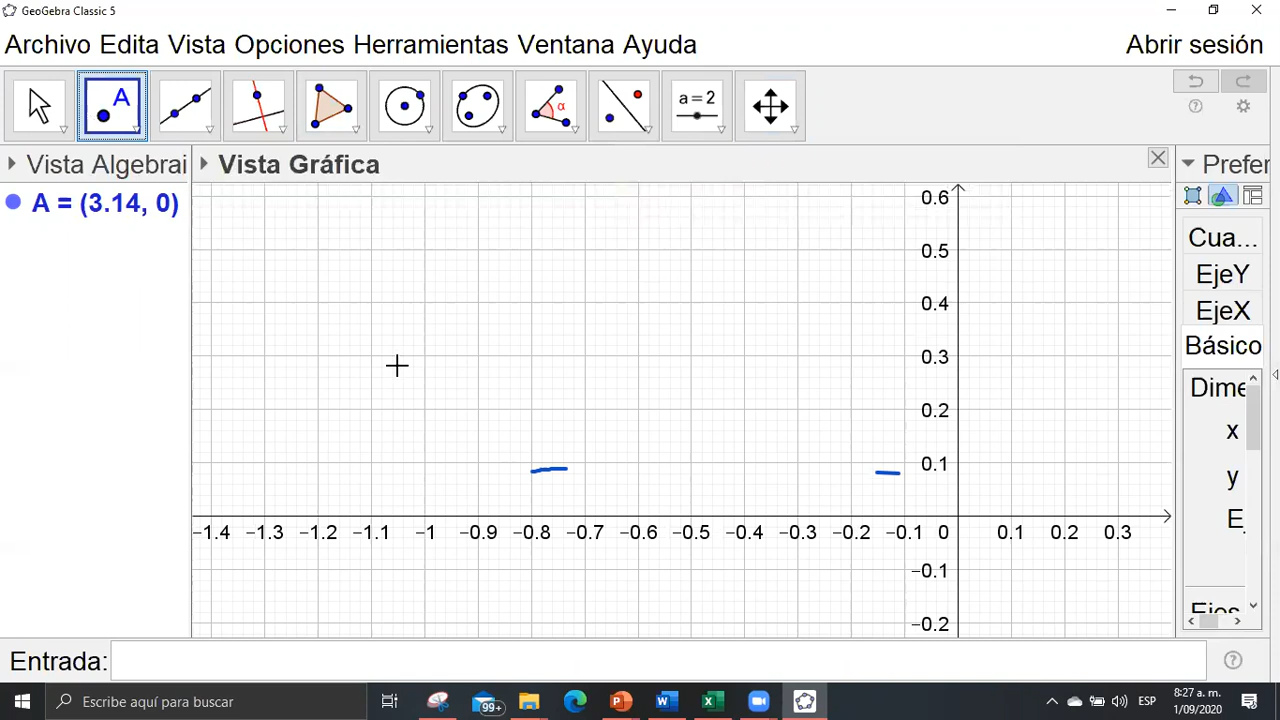 GeoGebra Classic 5
Archivo Edita Vista Opciones Herramientas Ventana Ayuda
Abrir sesión
A
α
a = 2
Vista Algebrai
Vista Gráfica
Prefer
A = (3.14, 0)
Cua...
EjeY
EjeX
Básico
Dime
x
y
E
Ejes
0.6
0.5
0.4
0.3
0.2
0.1
−1.4 −1.3 −1.2 −1.1 −1 −0.9 −0.8 −0.7 −0.6 −0.5 −0.4 −0.3 −0.2 −0.1 0 0.1 0.2 0.3
−0.1
−0.2
Entrada:
Escribe aquí para buscar
99+
ESP
8:27 a. m.
1/09/2020